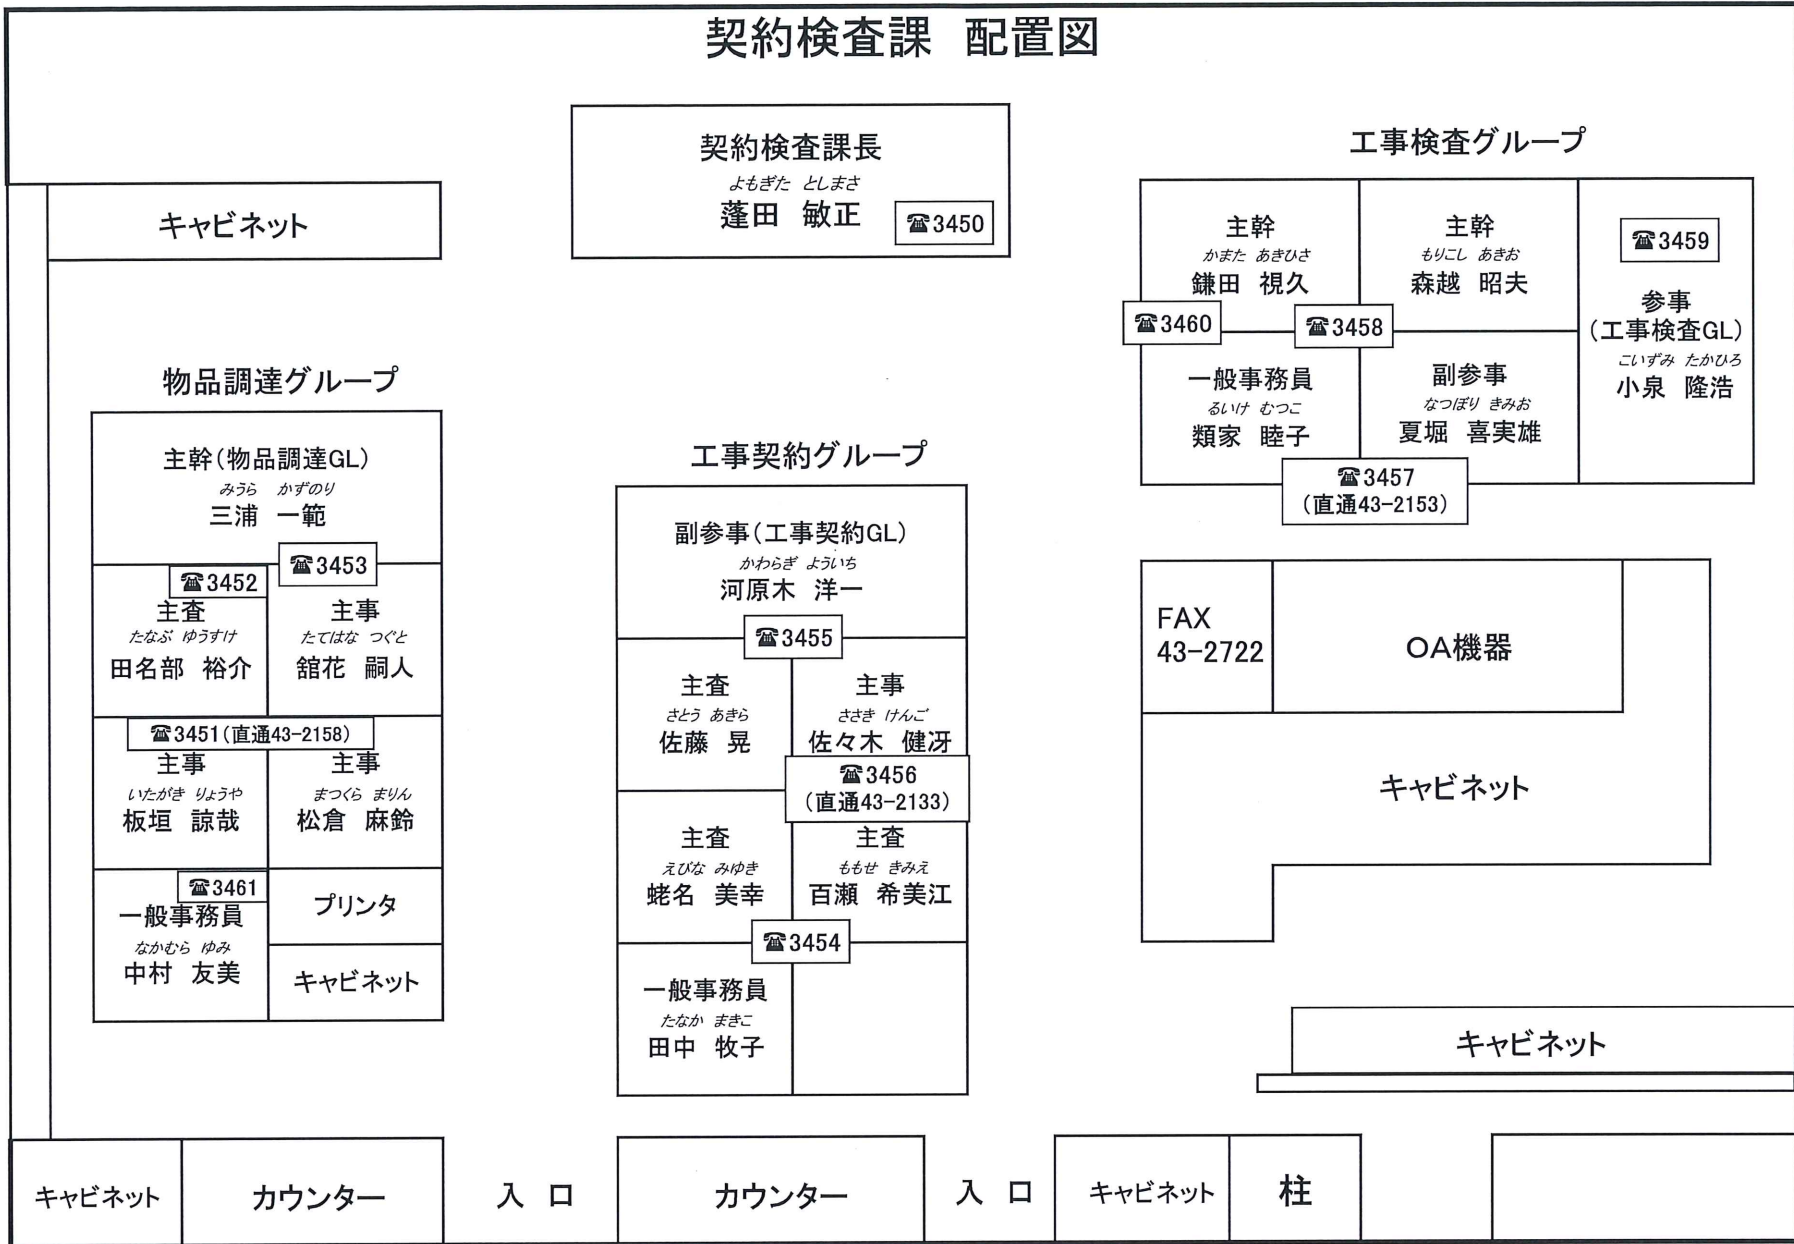 契約検査課 配置図
契約検査課長
よもぎた としまさ
蓬田 敏正
☎3450
キャビネット
工事検査グループ
主幹
かまた あきひさ
鎌田 視久
主幹
もりこし あきお
森越 昭夫
☎3459
参事
(工事検査GL)
こいずみ たかひろ
小泉 隆浩
☎3460
☎3458
一般事務員
るいけ むつこ
類家 睦子
副参事
なつぼり きみお
夏堀 喜実雄
☎3457
(直通43-2153)
物品調達グループ
主幹(物品調達GL)
みうら かずのり
三浦 一範
☎3453
☎3452
主査
たなぶ ゆうすけ
田名部 裕介
主事
たてはな つぐと
舘花 嗣人
☎3451(直通43-2158)
主事
いたがき りょうや
板垣 諒哉
主事
まつくら まりん
松倉 麻鈴
☎3461
一般事務員
なかむら ゆみ
中村 友美
プリンタ
キャビネット
工事契約グループ
副参事(工事契約GL)
かわらぎ よういち
河原木 洋一
☎3455
主査
さとう あきら
佐藤 晃
主事
ささき けんご
佐々木 健冴
☎3456
(直通43-2133)
主査
えびな みゆき
蛯名 美幸
主査
ももせ きみえ
百瀬 希美江
☎3454
一般事務員
たなか まきこ
田中 牧子
FAX
43-2722
OA機器
キャビネット
キャビネット
キャビネット
カウンター
入 口
カウンター
入 口
キャビネット
柱